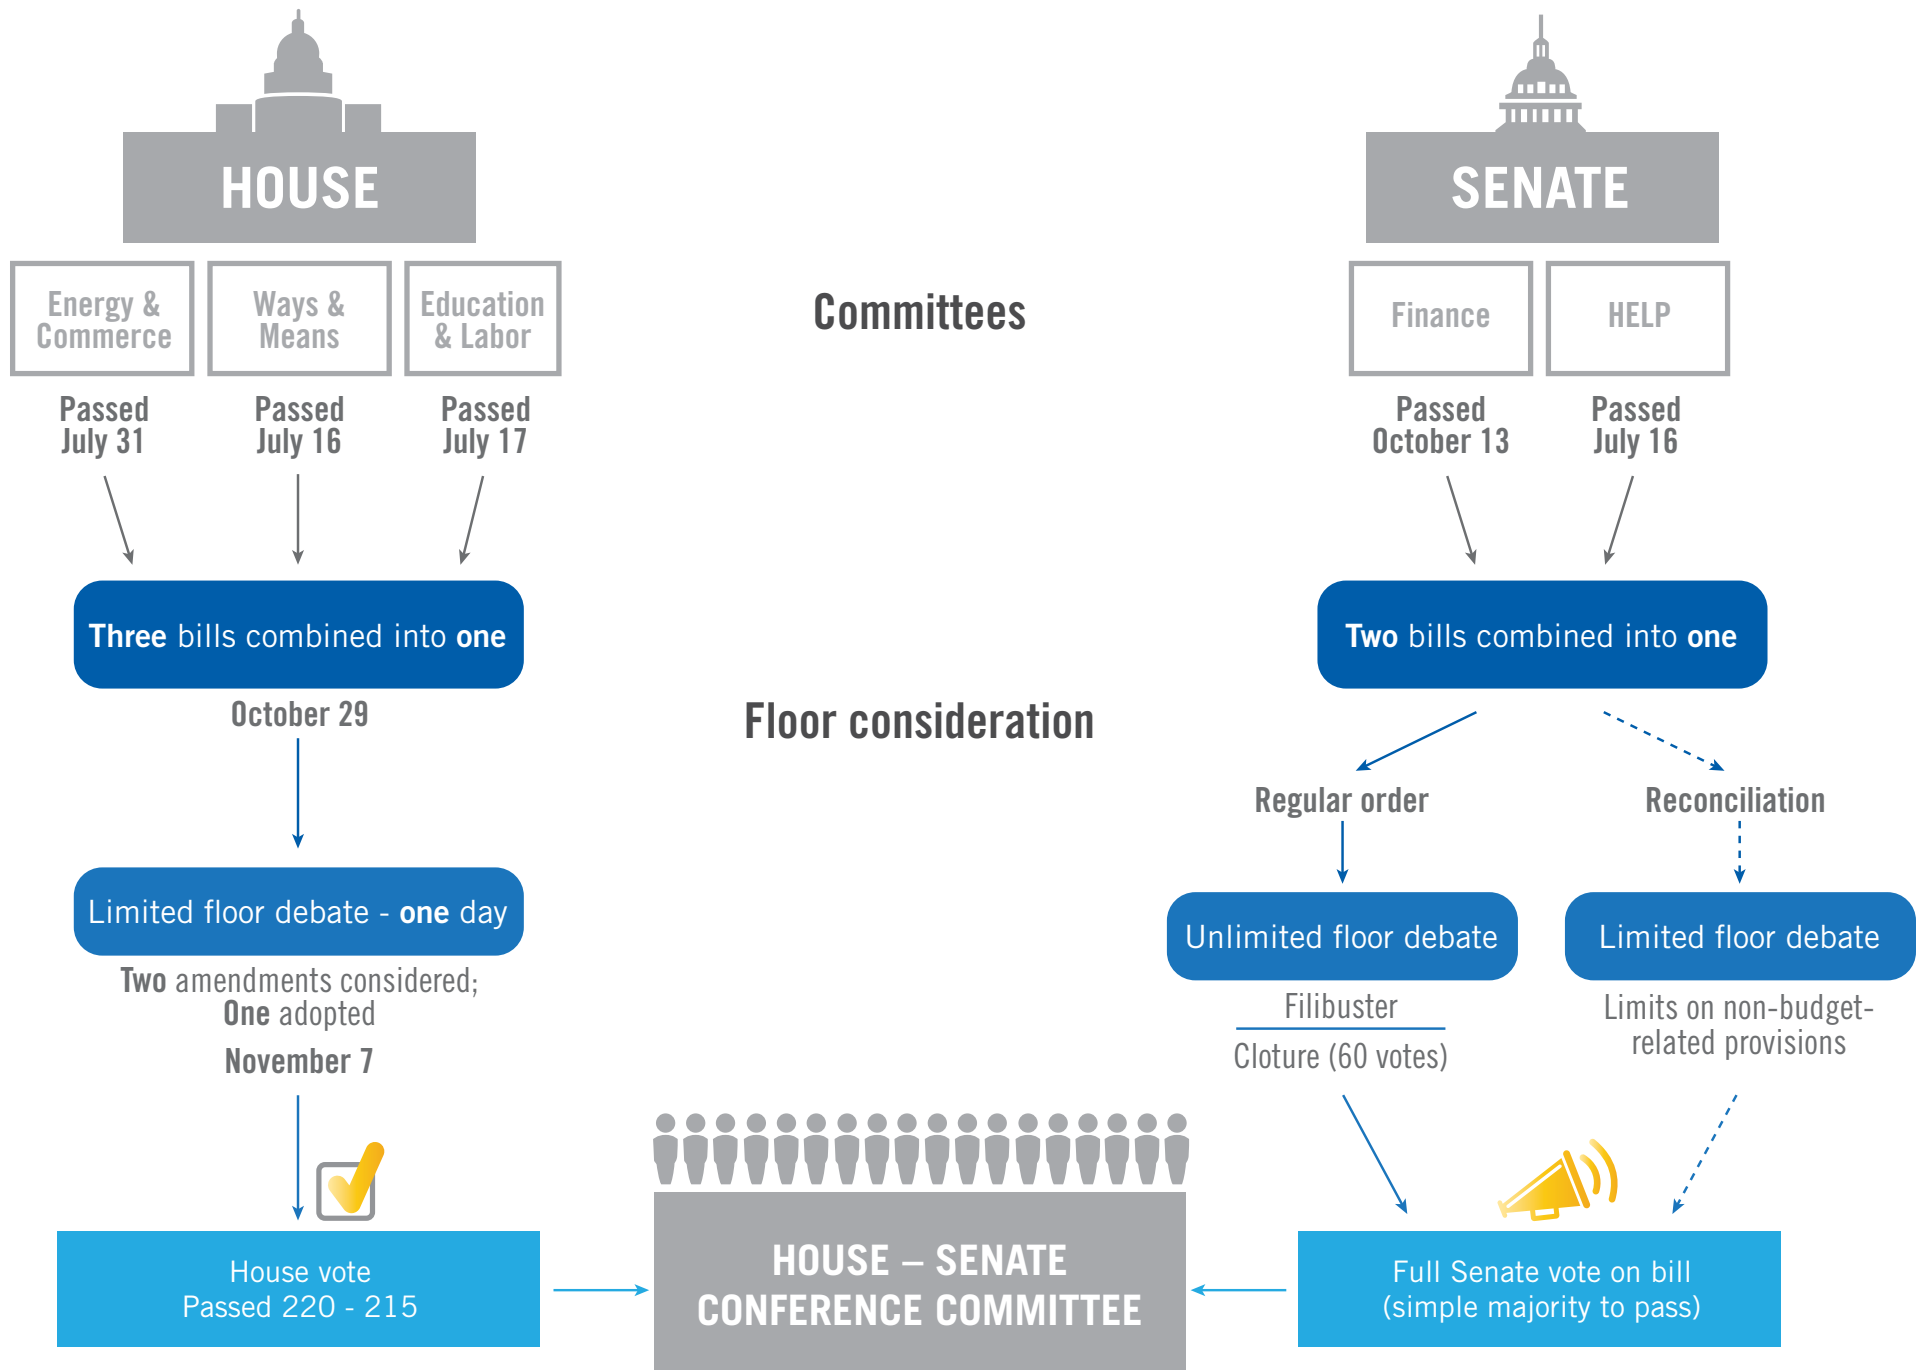 HOUSE
SENATE
Energy &
Commerce
Ways &
Means
Education
& Labor
Committees
Finance
HELP
Passed
July 31
Passed
July 16
Passed
July 17
Passed
October 13
Passed
July 16
Three bills combined into one
October 29
Two bills combined into one
Floor consideration
Regular order
Reconciliation
Limited floor debate - one day
Two amendments considered;
One adopted
November 7
Unlimited floor debate
Filibuster
Cloture (60 votes)
Limited floor debate
Limits on non-budget-
related provisions
House vote
Passed 220 - 215
HOUSE – SENATE
CONFERENCE COMMITTEE
Full Senate vote on bill
(simple majority to pass)